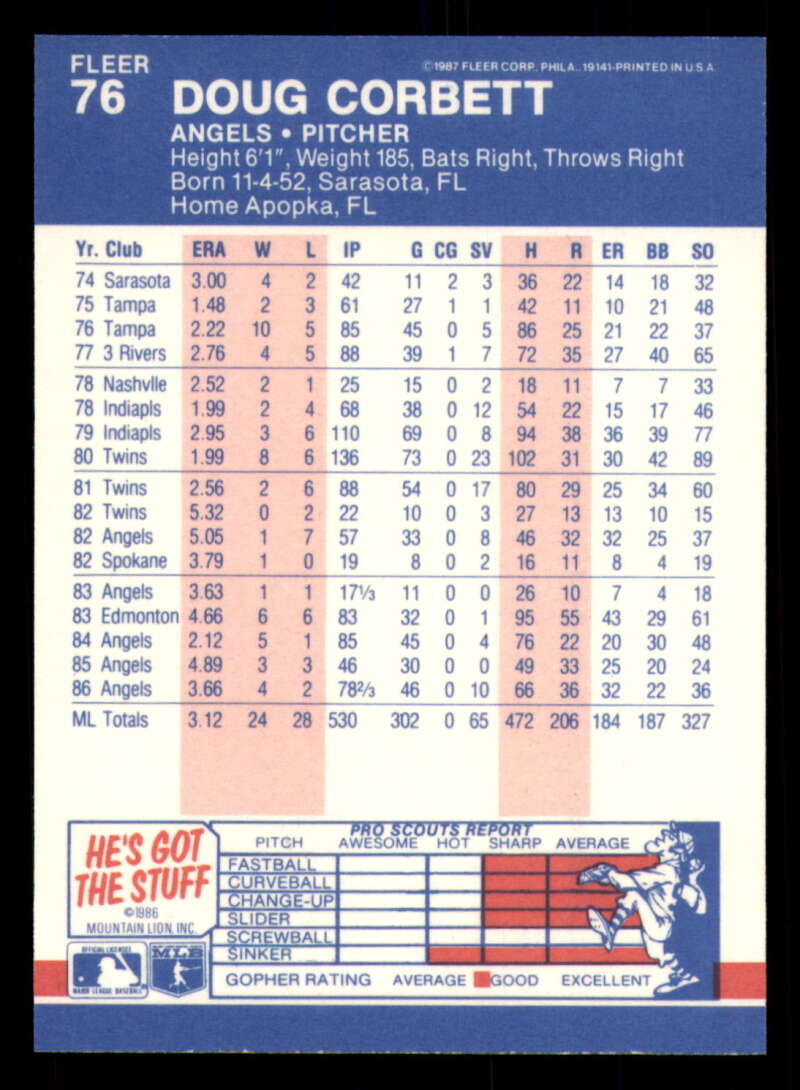 FLEER ©1987 FLEER CORP. PHILA., 19141-PRINTED IN U.S.A.
76 DOUG CORBETT
ANGELS • PITCHER
Height 6'1", Weight 185, Bats Right, Throws Right
Born 11-4-52, Sarasota, FL
Home Apopka, FL
Yr. Club ERA W L IP G CG SV H R ER BB SO
74 Sarasota 3.00 4 2 42 11 2 3 36 22 14 18 32
75 Tampa 1.48 2 3 61 27 1 1 42 11 10 21 48
76 Tampa 2.22 10 5 85 45 0 5 86 25 21 22 37
77 3 Rivers 2.76 4 5 88 39 1 7 72 35 27 40 65
78 Nashvlle 2.52 2 1 25 15 0 2 18 11 7 7 33
78 Indiapls 1.99 2 4 68 38 0 12 54 22 15 17 46
79 Indiapls 2.95 3 6 110 69 0 8 94 38 36 39 77
80 Twins 1.99 8 6 136 73 0 23 102 31 30 42 89
81 Twins 2.56 2 6 88 54 0 17 80 29 25 34 60
82 Twins 5.32 0 2 22 10 0 3 27 13 13 10 15
82 Angels 5.05 1 7 57 33 0 8 46 32 32 25 37
82 Spokane 3.79 1 0 19 8 0 2 16 11 8 4 19
83 Angels 3.63 1 1 17⅓ 11 0 0 26 10 7 4 18
83 Edmonton 4.66 6 6 83 32 0 1 95 55 43 29 61
84 Angels 2.12 5 1 85 45 0 4 76 22 20 30 48
85 Angels 4.89 3 3 46 30 0 0 49 33 25 20 24
86 Angels 3.66 4 2 78⅔ 46 0 10 66 36 32 22 36
ML Totals 3.12 24 28 530 302 0 65 472 206 184 187 327
HE'S GOT
THE STUFF
©1986
MOUNTAIN LION, INC.
PRO SCOUTS REPORT
PITCH AWESOME HOT SHARP AVERAGE
FASTBALL
CURVEBALL
CHANGE-UP
SLIDER
SCREWBALL
SINKER
GOPHER RATING AVERAGE GOOD EXCELLENT
OFFICIAL LICENSEE
MAJOR LEAGUE BASEBALL
MLB